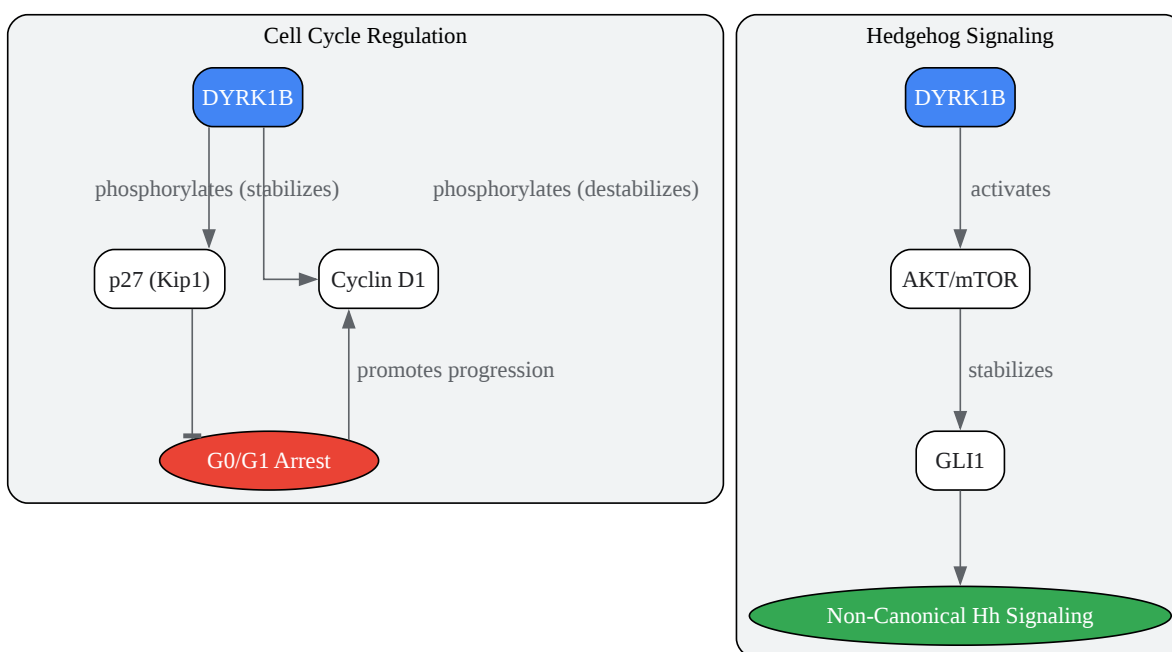 Cell Cycle Regulation
DYRK1B
phosphorylates (stabilizes)
phosphorylates (destabilizes)
p27 (Kip1)
Cyclin D1
promotes progression
G0/G1 Arrest
Hedgehog Signaling
DYRK1B
activates
AKT/mTOR
stabilizes
GLI1
Non-Canonical Hh Signaling